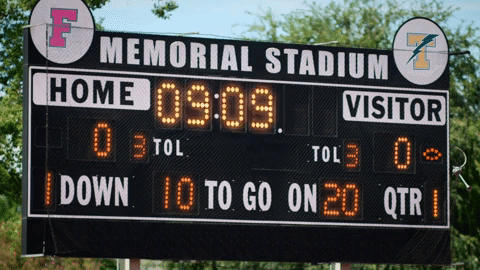 F MEMORIAL STADIUM T
HOME 09:09 VISITOR
0 3 TOL TOL 3 0
1 DOWN 10 TO GO ON 20 QTR 1